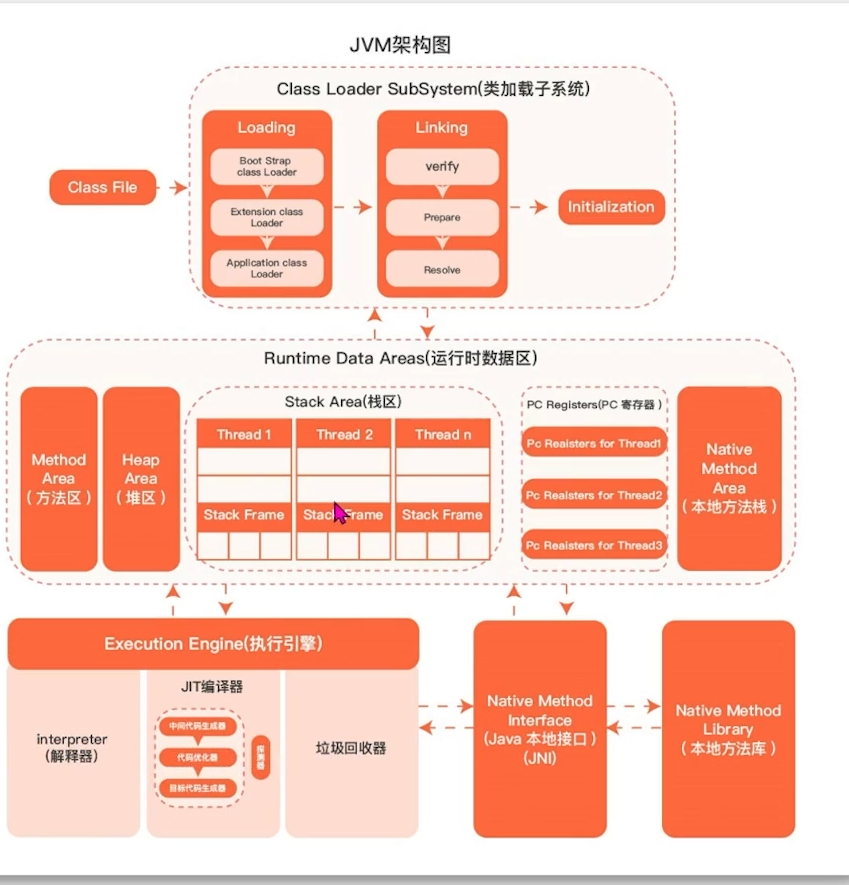 JVM架构图
Class Loader SubSystem(类加载子系统)
Loading
Boot Strap
class Loader
Extension class
Loader
Application class
Loader
Linking
verify
Prepare
Resolve
Class File
Initialization
Runtime Data Areas(运行时数据区)
Method
Area
(方法区)
Heap
Area
(堆区)
Stack Area(栈区)
Thread 1
Thread 2
Thread n
Stack Frame
Stack Frame
Stack Frame
PC Registers(PC 寄存器)
Pc Reaisters for Thread1
Pc Reaisters for Thread2
Pc Reaisters for Thread3
Native
Method
Area
(本地方法栈)
Execution Engine(执行引擎)
interpreter
(解释器)
JIT编译器
中间代码生成器
代码优化器
目标代码生成器
探测器
垃圾回收器
Native Method
Interface
(Java 本地接口)
(JNI)
Native Method
Library
(本地方法库)